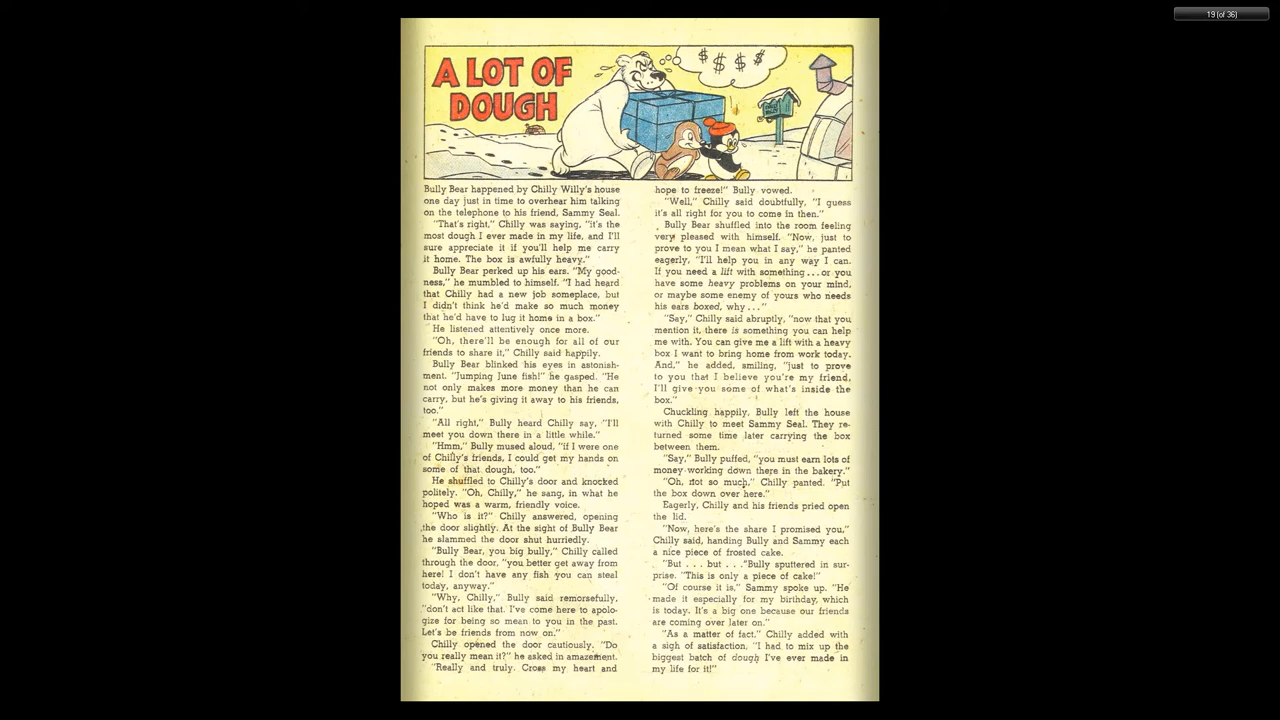 19 (of 36)
A LOT OF
DOUGH
$ $ $ $
Bully Bear happened by Chilly Willy's house
one day just in time to overhear him talking
on the telephone to his friend, Sammy Seal.
"That's right," Chilly was saying, "it's the
most dough I ever made in my life, and I'll
sure appreciate it if you'll help me carry
it home. The box is awfully heavy."
Bully Bear perked up his ears. "My good-
ness," he mumbled to himself. "I had heard
that Chilly had a new job someplace, but
I didn't think he'd make so much money
that he'd have to lug it home in a box."
He listened attentively once more.
"Oh, there'll be enough for all of our
friends to share it," Chilly said happily.
Bully Bear blinked his eyes in astonish-
ment. "Jumping June fish!" he gasped. "He
not only makes more money than he can
carry, but he's giving it away to his friends,
too."
"All right," Bully heard Chilly say, "I'll
meet you down there in a little while."
"Hmm," Bully mused aloud, "if I were one
of Chilly's friends, I could get my hands on
some of that dough, too."
He shuffled to Chilly's door and knocked
politely. "Oh, Chilly," he sang, in what he
hoped was a warm, friendly voice.
"Who is it?" Chilly answered, opening
the door slightly. At the sight of Bully Bear
he slammed the door shut hurriedly.
"Bully Bear, you big bully," Chilly called
through the door, "you better get away from
here! I don't have any fish you can steal
today, anyway."
"Why, Chilly," Bully said remorsefully,
"don't act like that. I've come here to apolo-
gize for being so mean to you in the past.
Let's be friends from now on."
Chilly opened the door cautiously. "Do
you really mean it?" he asked in amazement.
"Really and truly. Cross my heart and
hope to freeze!" Bully vowed.
"Well," Chilly said doubtfully, "I guess
it's all right for you to come in then."
Bully Bear shuffled into the room feeling
very pleased with himself. "Now, just to
prove to you I mean what I say," he panted
eagerly, "I'll help you in any way I can.
If you need a lift with something...or you
have some heavy problems on your mind,
or maybe some enemy of yours who needs
his ears boxed, why..."
"Say," Chilly said abruptly, "now that you
mention it, there is something you can help
me with. You can give me a lift with a heavy
box I want to bring home from work today.
And," he added, smiling, "just to prove
to you that I believe you're my friend,
I'll give you some of what's inside the
box."
Chuckling happily, Bully left the house
with Chilly to meet Sammy Seal. They re-
turned some time later carrying the box
between them.
"Say," Bully puffed, "you must earn lots of
money working down there in the bakery."
"Oh, not so much," Chilly panted. "Put
the box down over here."
Eagerly, Chilly and his friends pried open
the lid.
"Now, here's the share I promised you,"
Chilly said, handing Bully and Sammy each
a nice piece of frosted cake.
"But . . . but . . ."Bully sputtered in sur-
prise. "This is only a piece of cake!"
"Of course it is," Sammy spoke up. "He
made it especially for my birthday, which
is today. It's a big one because our friends
are coming over later on."
"As a matter of fact," Chilly added with
a sigh of satisfaction, "I had to mix up the
biggest batch of dough I've ever made in
my life for it!"